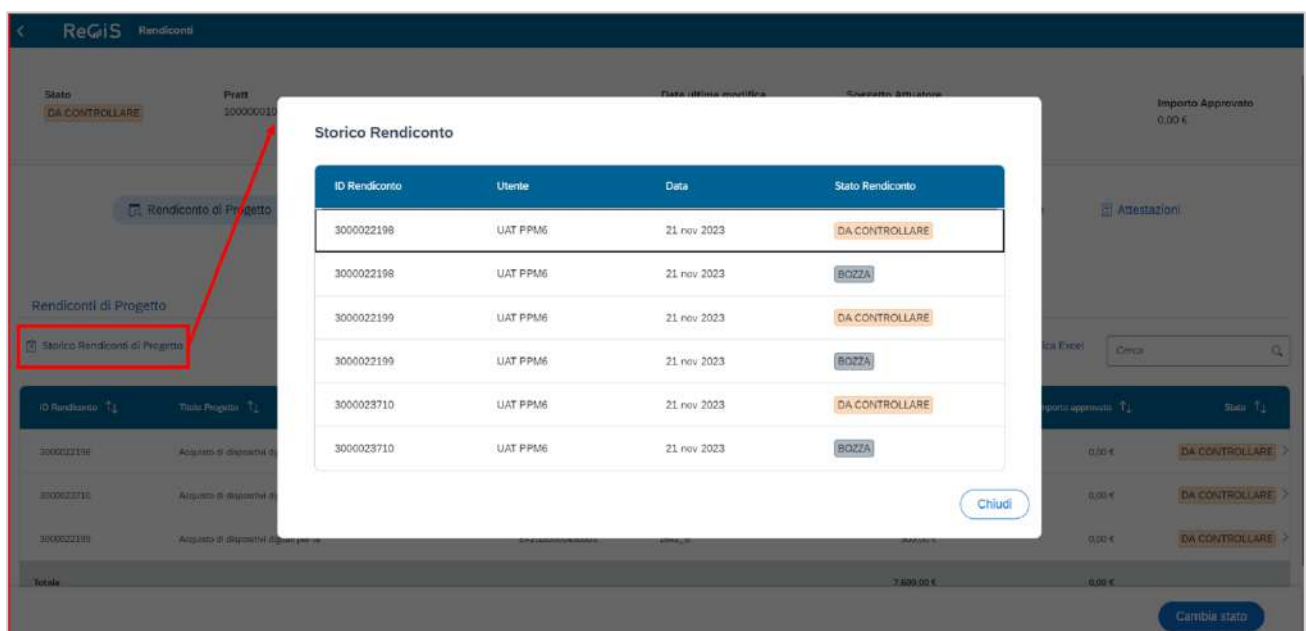 ReGiS Rendiconti
Stato Pratt Data ultima modifica Soggetto Attuatore Importo Approvato
DA CONTROLLARE 0,00 €
Storico Rendiconto
ID Rendiconto Utente Data Stato Rendiconto
3000022198 UAT PPM6 21 nov 2023 DA CONTROLLARE
Rendiconto di Progetto Attestazioni
3000022198 UAT PPM6 21 nov 2023 BOZZA
Rendiconti di Progetto
3000022199 UAT PPM6 21 nov 2023 DA CONTROLLARE
Storico Rendiconti di Progetto Excel Cerca
3000022199 UAT PPM6 21 nov 2023 BOZZA
3000023710 UAT PPM6 21 nov 2023 DA CONTROLLARE
ID Rendiconto Titolo Progetto approvato Stato
3000023710 UAT PPM6 21 nov 2023 BOZZA
3000022198 Acquisto di dispositivi 0,00 € DA CONTROLLARE
Chiudi
3000023710 Acquisto di dispositivi 0,00 € DA CONTROLLARE
3000022199 Acquisto di dispositivi digitali per la 0,00 € DA CONTROLLARE
Totale 7.600,00 € 0,00 €
Cambia stato